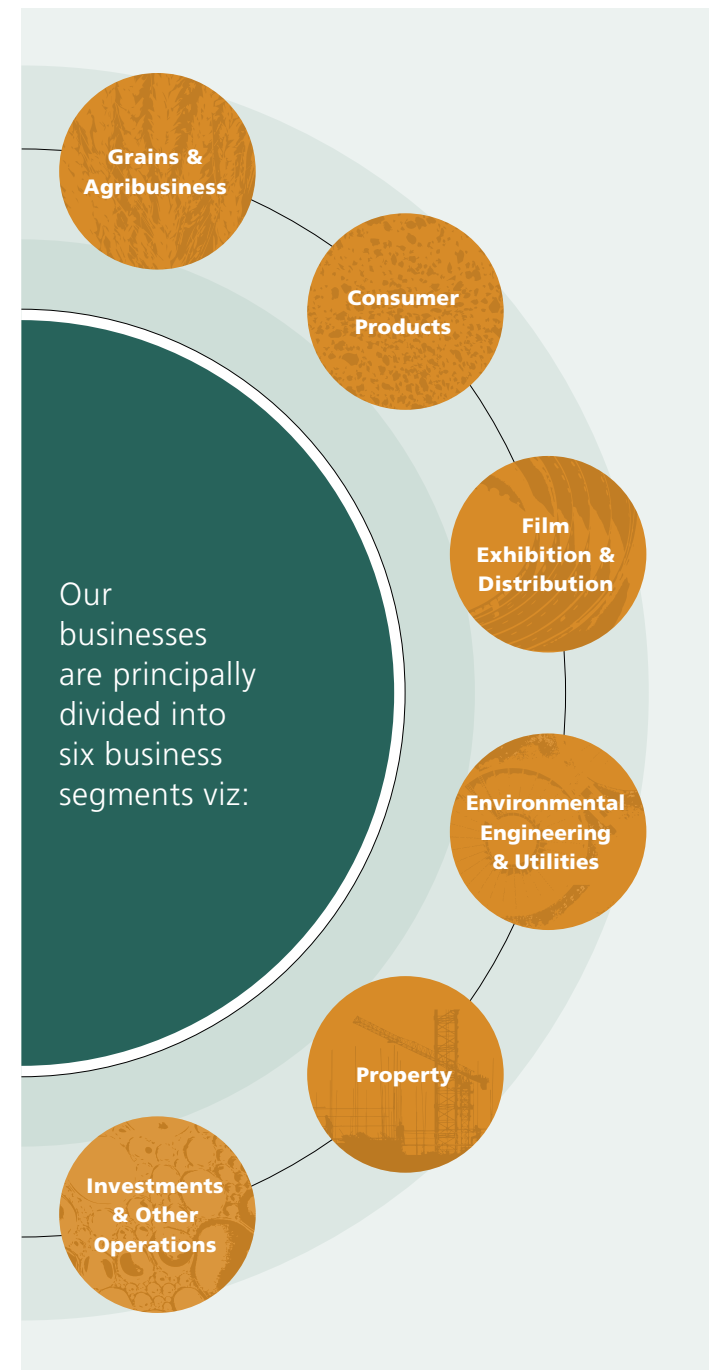 Our
businesses
are principally
divided into
six business
segments viz:
Grains &
Agribusiness
Consumer
Products
Film
Exhibition &
Distribution
Environmental
Engineering
& Utilities
Property
Investments
& Other
Operations